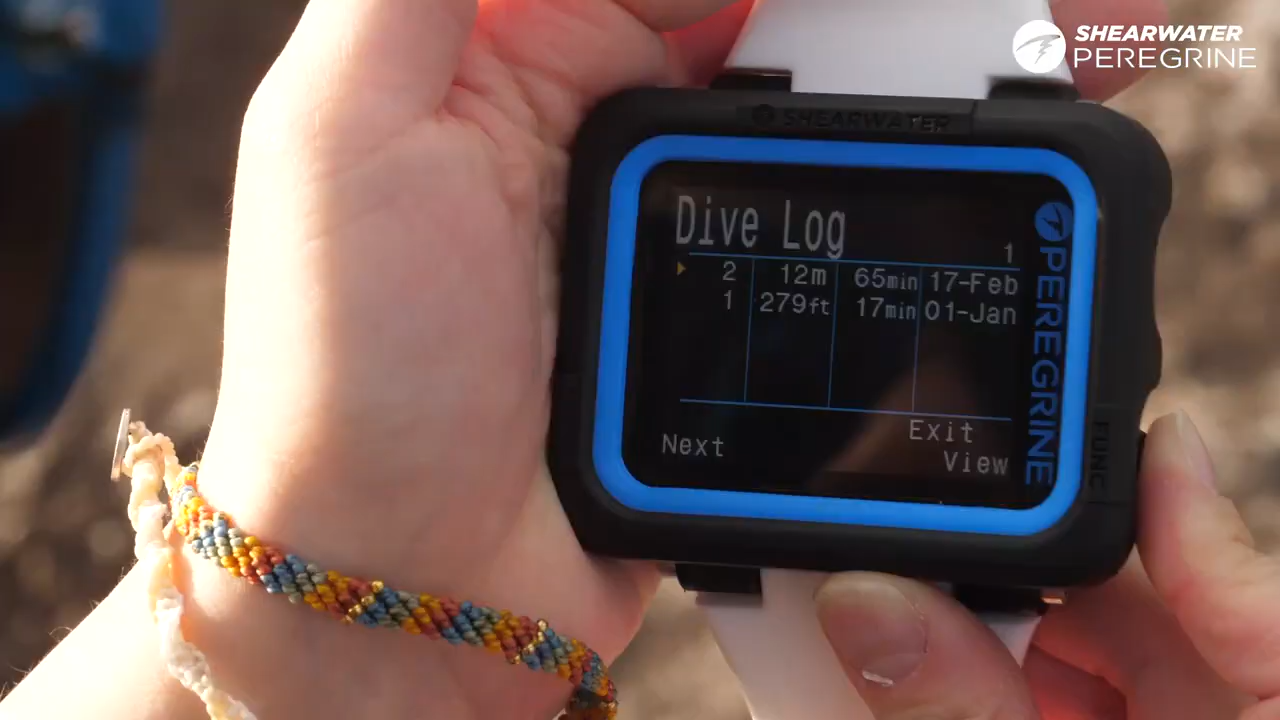 SHEARWATER
PEREGRINE
SHEARWATER
Dive Log
1
2 12m 65min 17-Feb
1 279ft 17min 01-Jan
Exit
Next
View
PEREGRINE
FUNC